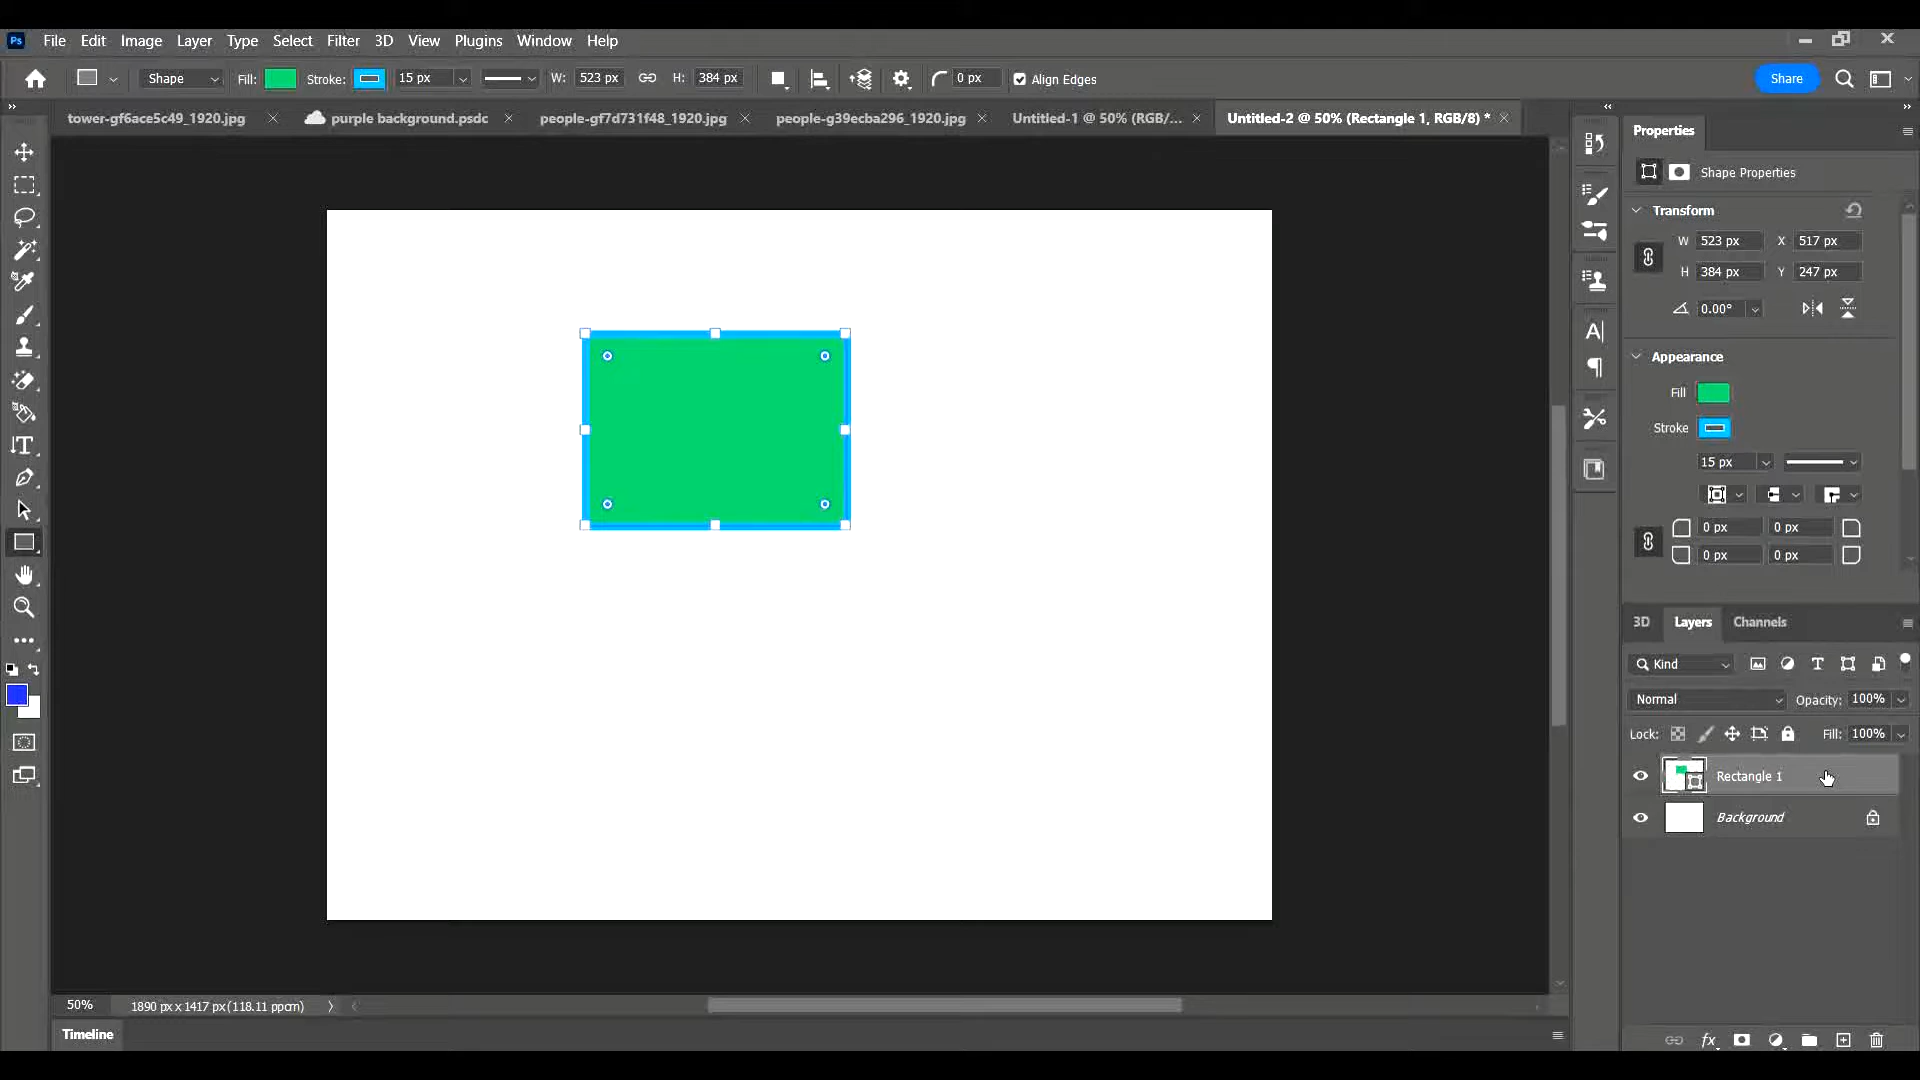 Ps File Edit Image Layer Type Select Filter 3D View Plugins Window Help
Shape Fill: Stroke: 15 px W: 523 px H: 384 px 0 px Align Edges Share
tower-gf6ace5c49_1920.jpg purple background.psdc people-gf7d731f48_1920.jpg people-g39ecba296_1920.jpg Untitled-1 @ 50% (RGB/... Untitled-2 @ 50% (Rectangle 1, RGB/8) *
Properties
Shape Properties
Transform
W 523 px X 517 px
H 384 px Y 247 px
0.00°
Appearance
Fill
Stroke
15 px
0 px 0 px
0 px 0 px
3D Layers Channels
Kind
Normal Opacity: 100%
Lock: Fill: 100%
Rectangle 1
Background
50% 1890 px x 1417 px (118.11 ppcm)
Timeline
fx